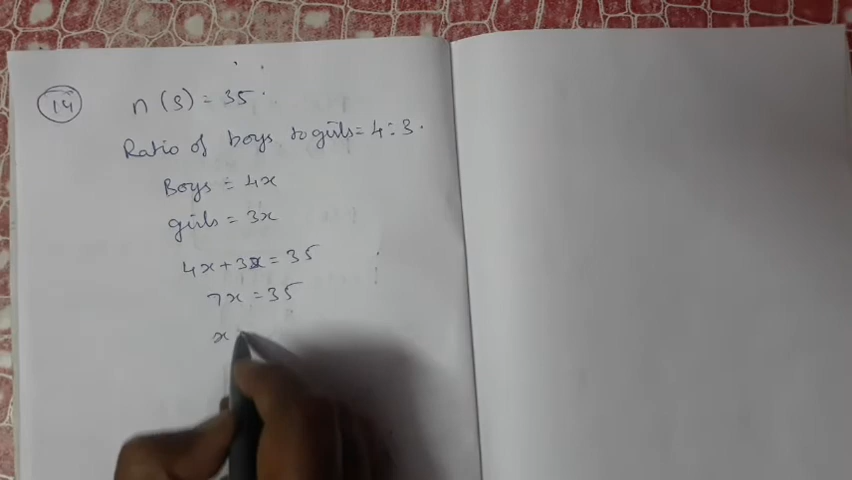 14
n(S) = 35.
Ratio of boys to girls = 4:3.
Boys = 4x
girls = 3x
4x+3x = 35
7x = 35
x